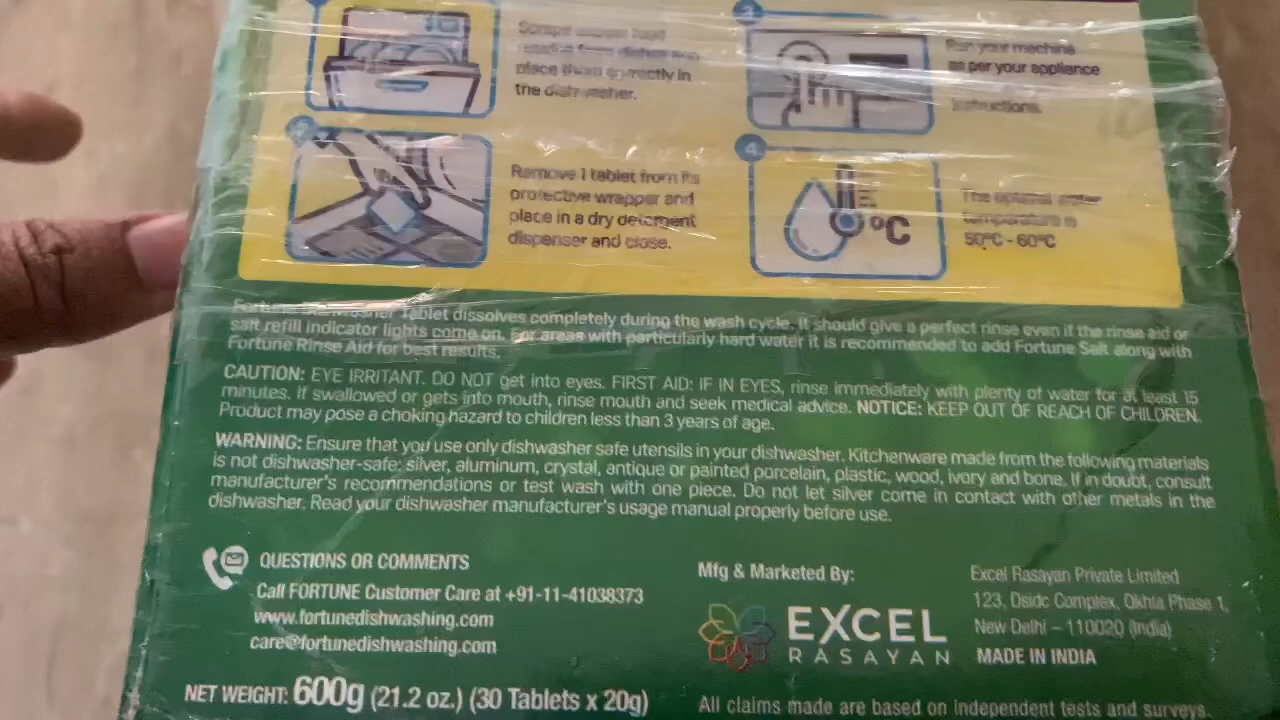 Scrape excess food
residue from dishes and
place them correctly in
the dishwasher.
2
Remove 1 tablet from its
protective wrapper and
place in a dry detergent
dispenser and close.
3
Run your machine
as per your appliance
instructions.
4
°C
The optimal water
temperature is
50°C - 60°C
Fortune Dishwasher Tablet dissolves completely during the wash cycle. It should give a perfect rinse even if the rinse aid or
salt refill indicator lights come on. For areas with particularly hard water it is recommended to add Fortune Salt along with
Fortune Rinse Aid for best results.
CAUTION: EYE IRRITANT. DO NOT get into eyes. FIRST AID: IF IN EYES, rinse immediately with plenty of water for at least 15
minutes. If swallowed or gets into mouth, rinse mouth and seek medical advice. NOTICE: KEEP OUT OF REACH OF CHILDREN.
Product may pose a choking hazard to children less than 3 years of age.
WARNING: Ensure that you use only dishwasher safe utensils in your dishwasher. Kitchenware made from the following materials
is not dishwasher-safe: silver, aluminum, crystal, antique or painted porcelain, plastic, wood, ivory and bone. If in doubt, consult
manufacturer's recommendations or test wash with one piece. Do not let silver come in contact with other metals in the
dishwasher. Read your dishwasher manufacturer's usage manual properly before use.
QUESTIONS OR COMMENTS
Call FORTUNE Customer Care at +91-11-41038373
www.fortunedishwashing.com
care@fortunedishwashing.com
NET WEIGHT: 600g (21.2 oz.) (30 Tablets x 20g)
Mfg & Marketed By:
EXCEL
RASAYAN
Excel Rasayan Private Limited
123, Dsidc Complex, Okhla Phase 1,
New Delhi – 110020 (India)
MADE IN INDIA
All claims made are based on independent tests and surveys.